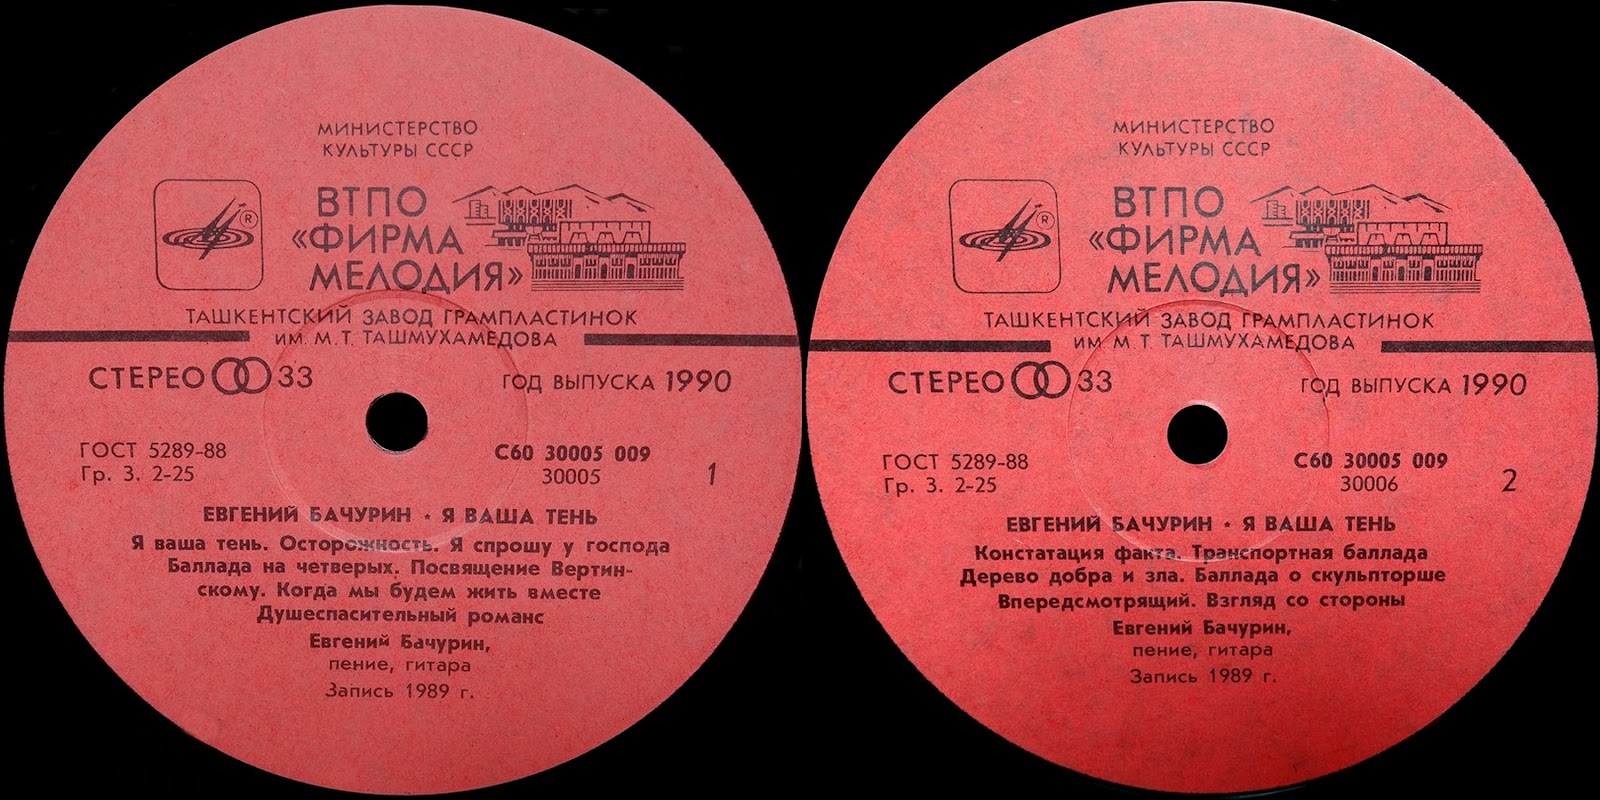 МИНИСТЕРСТВО
КУЛЬТУРЫ СССР
ВТПО
«ФИРМА
МЕЛОДИЯ»
®
ТАШКЕНТСКИЙ ЗАВОД ГРАМПЛАСТИНОК
ИМ. М. Т. ТАШМУХАМЕДОВА
СТЕРЕО 33
ГОД ВЫПУСКА 1990
ГОСТ 5289-88
Гр. 3. 2-25
С60 30005 009
30005
1
ЕВГЕНИЙ БАЧУРИН • Я ВАША ТЕНЬ
Я ваша тень. Осторожность. Я спрошу у господа
Баллада на четверых. Посвящение Вертин-
скому. Когда мы будем жить вместе
Душеспасительный романс
Евгений Бачурин,
пение, гитара
Запись 1989 г.
МИНИСТЕРСТВО
КУЛЬТУРЫ СССР
ВТПО
«ФИРМА
МЕЛОДИЯ»
®
ТАШКЕНТСКИЙ ЗАВОД ГРАМПЛАСТИНОК
ИМ. М. Т. ТАШМУХАМЕДОВА
СТЕРЕО 33
ГОД ВЫПУСКА 1990
ГОСТ 5289-88
Гр. 3. 2-25
С60 30005 009
30006
2
ЕВГЕНИЙ БАЧУРИН • Я ВАША ТЕНЬ
Констатация факта. Транспортная баллада
Дерево добра и зла. Баллада о скульпторше
Впередсмотрящий. Взгляд со стороны
Евгений Бачурин,
пение, гитара
Запись 1989 г.